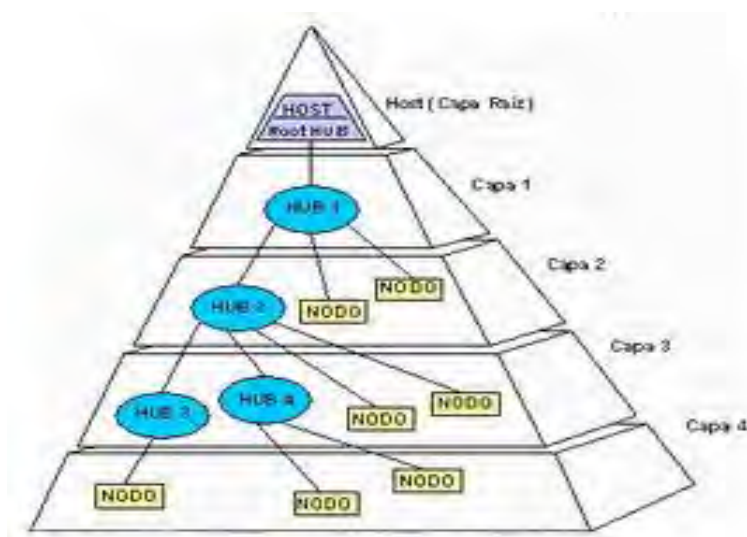 HOST
Root HUB
Host (Capa Raiz)
Capa 1
HUB 1
Capa 2
HUB 2
NODO
NODO
Capa 3
HUB 3
HUB 4
NODO
NODO
Capa 4
NODO
NODO
NODO